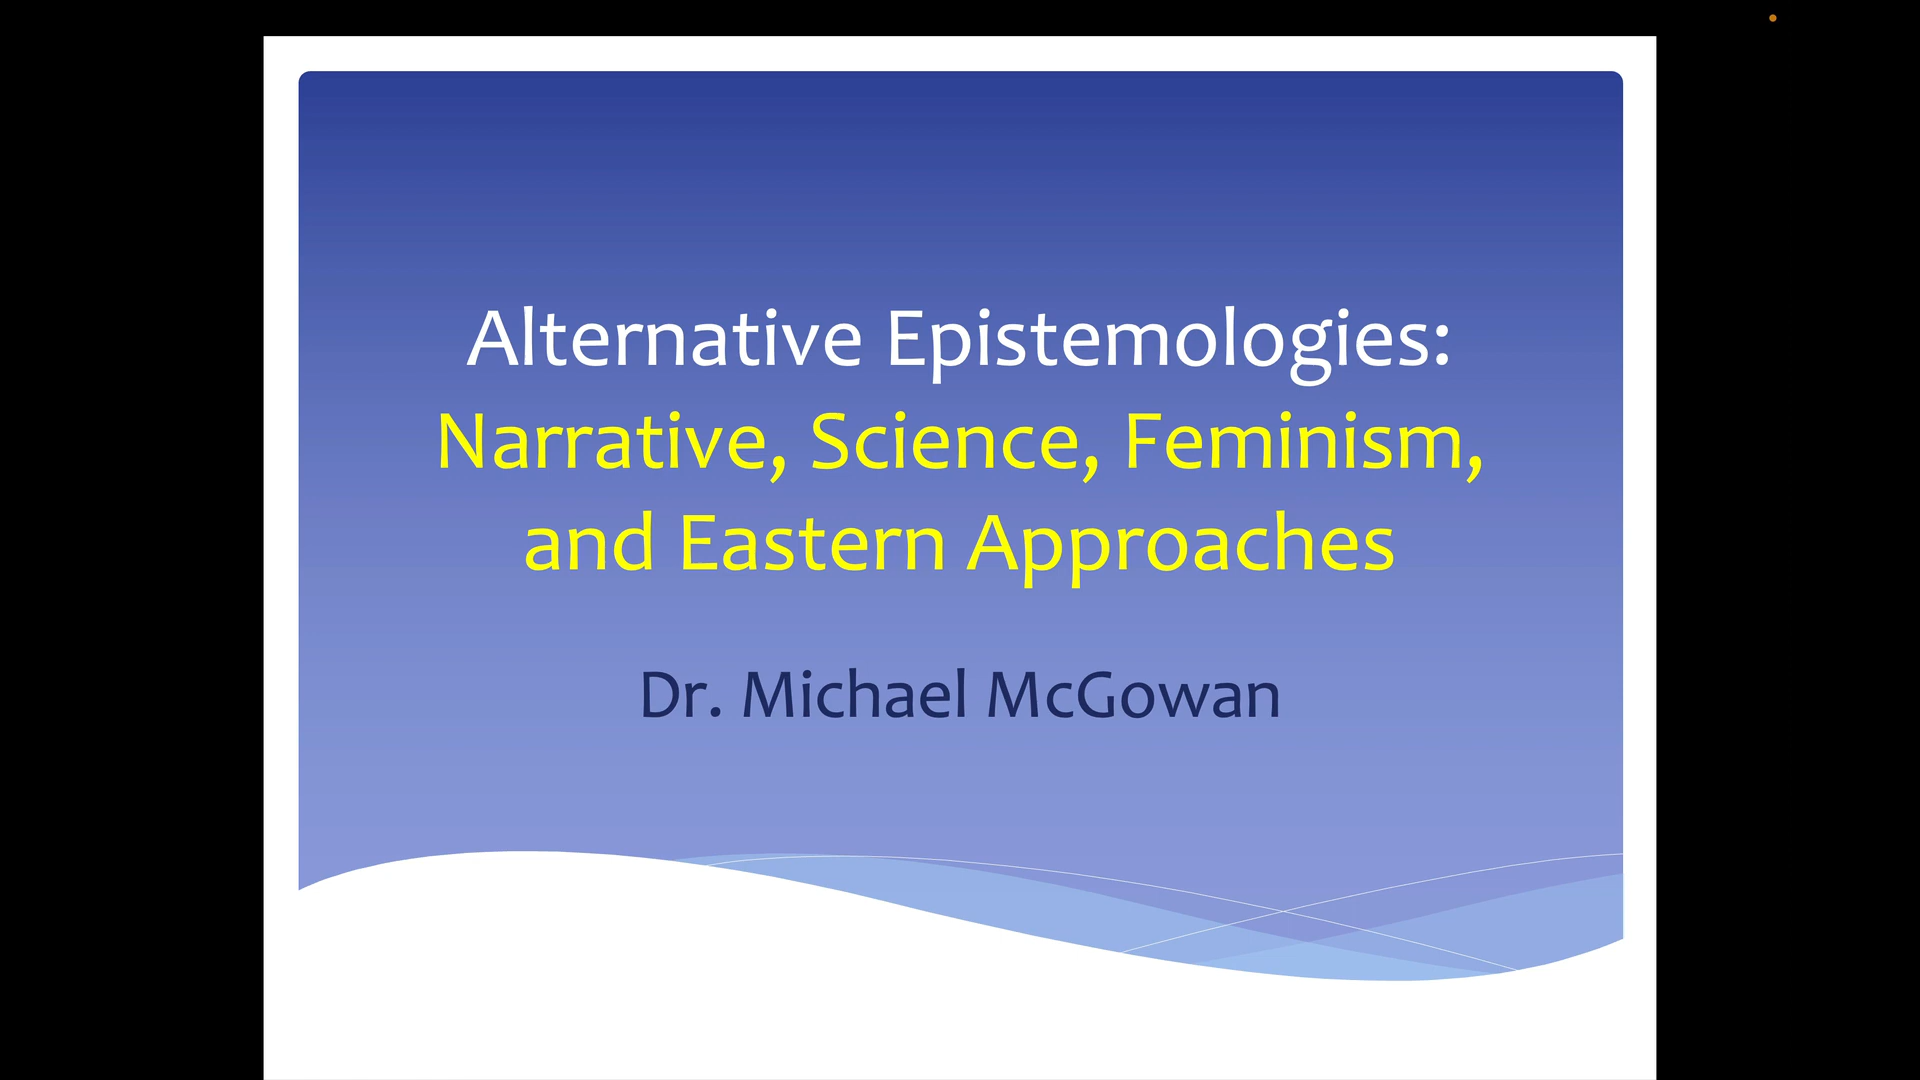 Alternative Epistemologies:
Narrative, Science, Feminism,
and Eastern Approaches
Dr. Michael McGowan